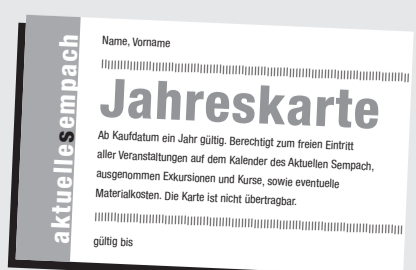 aktuellesempach
Name, Vorname
Jahreskarte
Ab Kaufdatum ein Jahr gültig. Berechtigt zum freien Eintritt
aller Veranstaltungen auf dem Kalender des Aktuellen Sempach,
ausgenommen Exkursionen und Kurse, sowie eventuelle
Materialkosten. Die Karte ist nicht übertragbar.
gültig bis